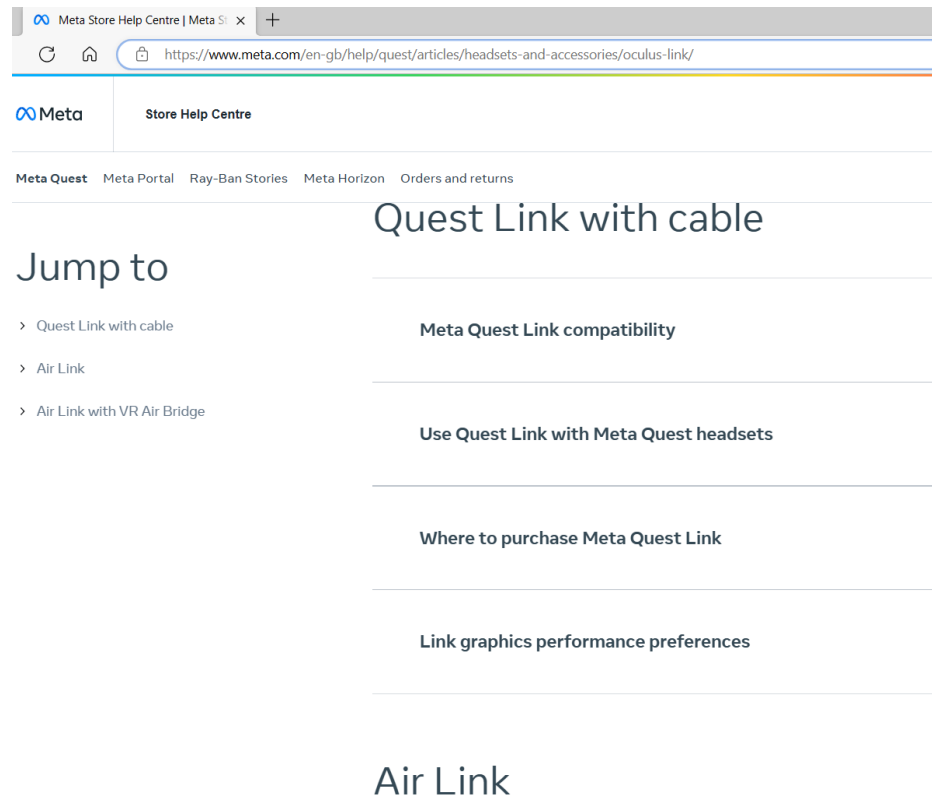 Meta Store Help Centre | Meta St
https://www.meta.com/en-gb/help/quest/articles/headsets-and-accessories/oculus-link/
Meta
Store Help Centre
Meta Quest Meta Portal Ray-Ban Stories Meta Horizon Orders and returns
Quest Link with cable
Jump to
Quest Link with cable
Air Link
Air Link with VR Air Bridge
Meta Quest Link compatibility
Use Quest Link with Meta Quest headsets
Where to purchase Meta Quest Link
Link graphics performance preferences
Air Link